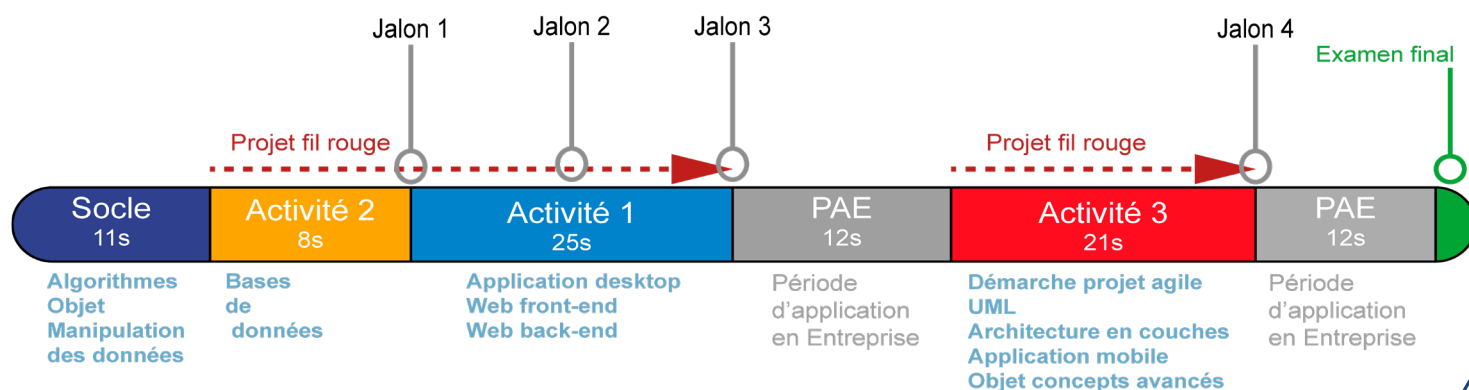 Jalon 1
Jalon 2
Jalon 3
Jalon 4
Examen final
Projet fil rouge
Projet fil rouge
Socle
11s
Activité 2
8s
Activité 1
25s
PAE
12s
Activité 3
21s
PAE
12s
Algorithmes
Objet
Manipulation
des données
Bases
de
données
Application desktop
Web front-end
Web back-end
Période
d'application
en Entreprise
Démarche projet agile
UML
Architecture en couches
Application mobile
Objet concepts avancés
Période
d'application
en Entreprise